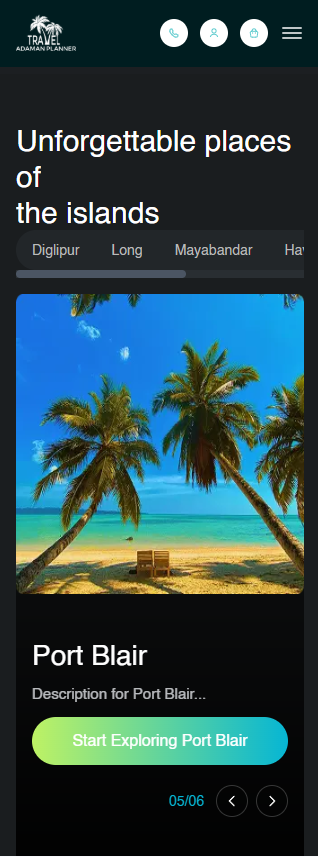 TRAVEL
ADAMAN PLANNER
Unforgettable places
of
the islands
Diglipur Long Mayabandar Hav
Port Blair
Description for Port Blair...
Start Exploring Port Blair
05/06